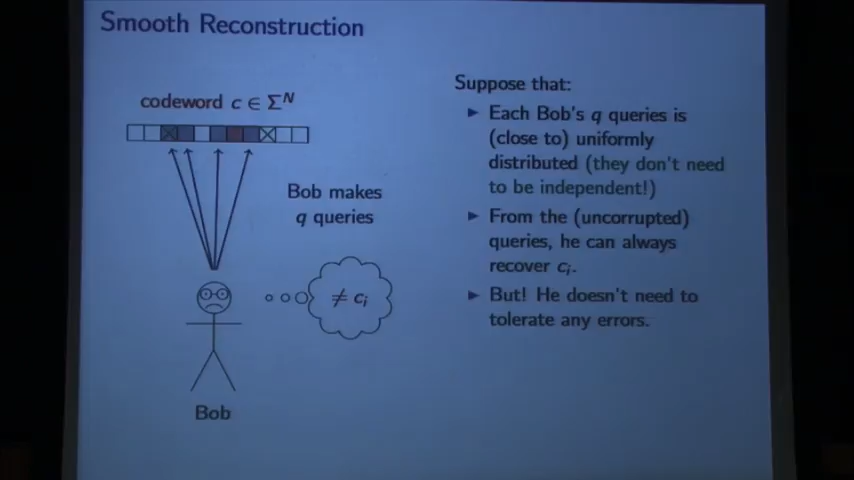 Smooth Reconstruction
codeword c ∈ Σ^N
Bob makes
q queries
≠ c_i
Bob
Suppose that:
Each Bob's q queries is
(close to) uniformly
distributed (they don't need
to be independent!)
From the (uncorrupted)
queries, he can always
recover c_i.
But! He doesn't need to
tolerate any errors.